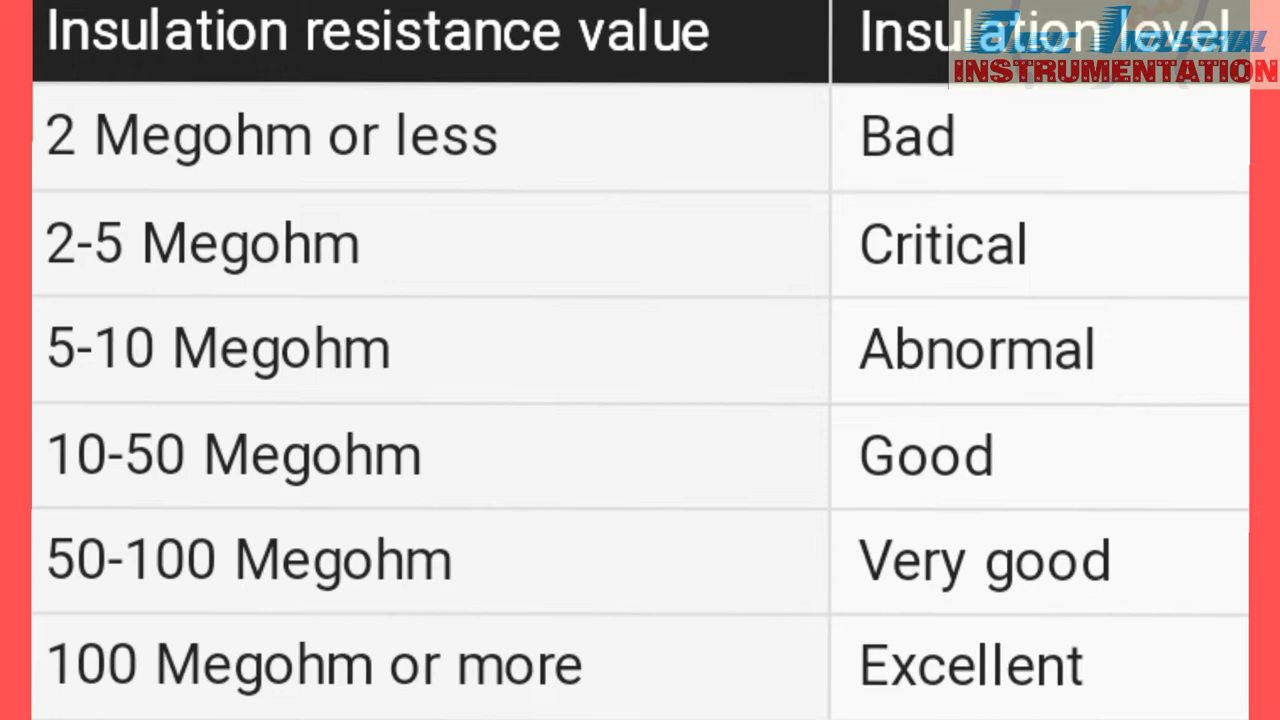 Insulation resistance value Insulation level
INSTRUMENTATION
2 Megohm or less Bad
2-5 Megohm Critical
5-10 Megohm Abnormal
10-50 Megohm Good
50-100 Megohm Very good
100 Megohm or more Excellent